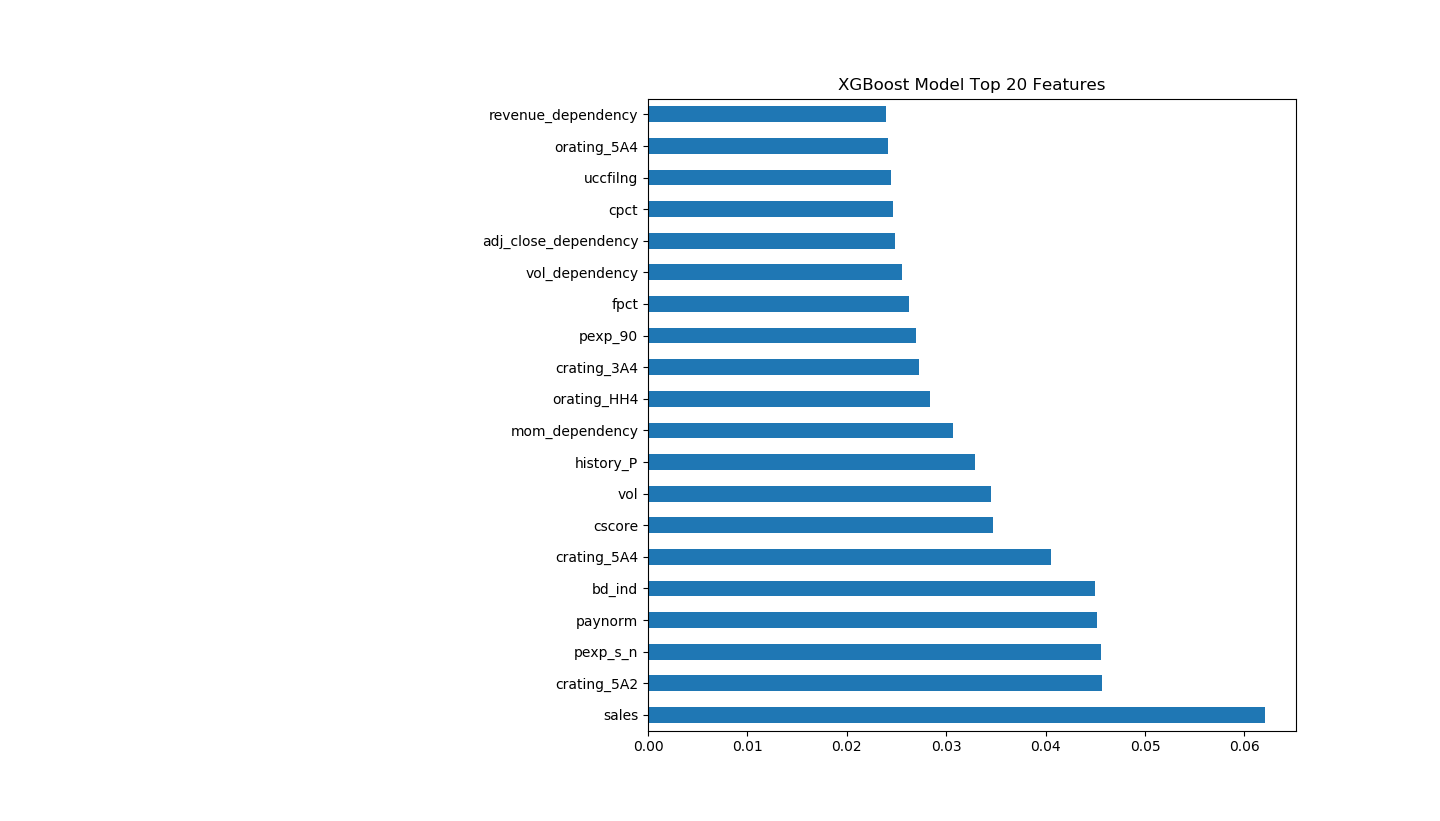 XGBoost Model Top 20 Features
revenue_dependency
orating_5A4
uccfilng
cpct
adj_close_dependency
vol_dependency
fpct
pexp_90
crating_3A4
orating_HH4
mom_dependency
history_P
vol
cscore
crating_5A4
bd_ind
paynorm
pexp_s_n
crating_5A2
sales
0.00 0.01 0.02 0.03 0.04 0.05 0.06